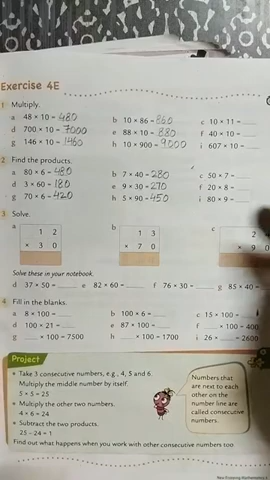 Exercise 4E
1 Multiply.
a 48 × 10 = 480 b 10 × 86 = 860 c 10 × 11 =
d 700 × 10 = 7000 e 88 × 10 = 880 f 40 × 10 =
g 146 × 10 = 1460 h 10 × 900 = 9000 i 607 × 10 =
2 Find the products.
a 80 × 6 = 480 b 7 × 40 = 280 c 50 × 7 =
d 3 × 60 = 180 e 9 × 30 = 270 f 20 × 8 =
g 70 × 6 = 420 h 5 × 90 = 450 i 80 × 9 =
3 Solve.
a b c
1 2 1 3 2
× 3 0 × 7 0 × 9 0
Solve these in your notebook.
d 37 × 50 = e 82 × 60 = f 76 × 30 = g 85 × 40 =
4 Fill in the blanks.
a 8 × 100 = b 100 × 6 = c 15 × 100 =
d 100 × 21 = e 87 × 100 = f × 100 = 400
g × 100 = 7500 h × 100 = 1700 i 26 × = 2600
Project
• Take 3 consecutive numbers, e.g., 4, 5 and 6.
Multiply the middle number by itself.
5 × 5 = 25
• Multiply the other two numbers.
4 × 6 = 24
• Subtract the two products.
25 – 24 = 1
Find out what happens when you work with other consecutive numbers too
Numbers that
are next to each
other on the
number line are
called consecutive
numbers.